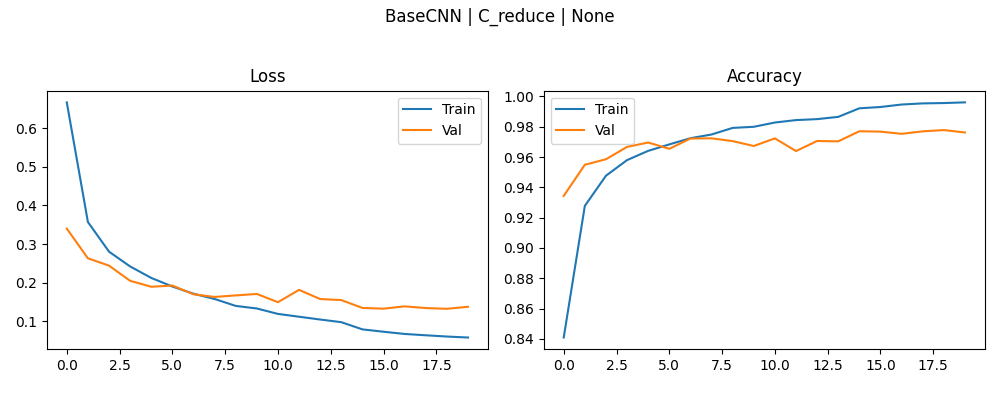 BaseCNN | C_reduce | None
Loss
Train
Val
0.6
0.5
0.4
0.3
0.2
0.1
0.0 2.5 5.0 7.5 10.0 12.5 15.0 17.5
Accuracy
Train
Val
1.00
0.98
0.96
0.94
0.92
0.90
0.88
0.86
0.84
0.0 2.5 5.0 7.5 10.0 12.5 15.0 17.5